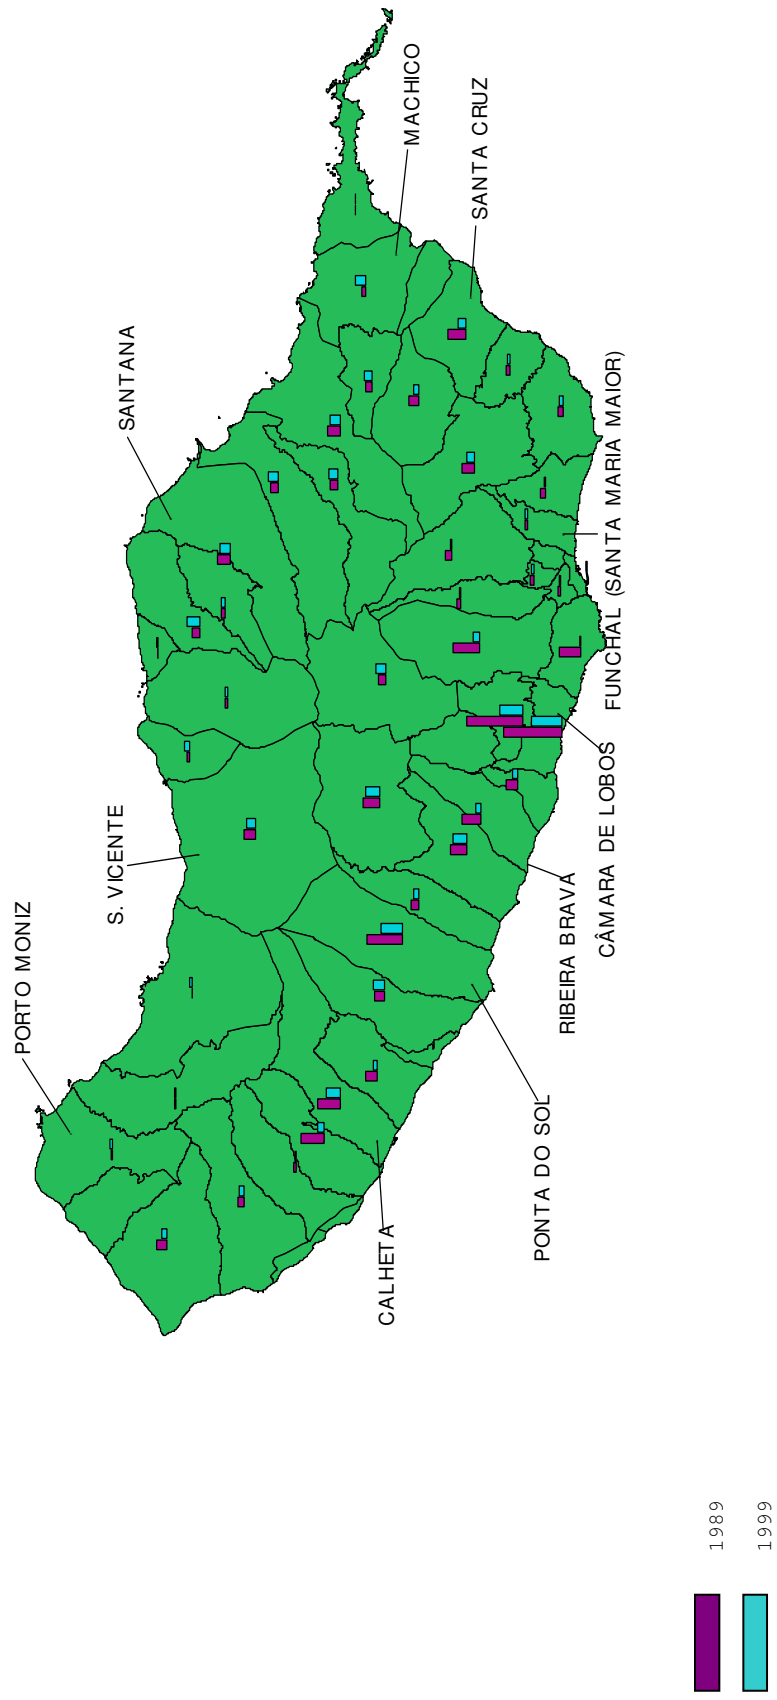 PORTO MONIZ
S. VICENTE
SANTANA
MACHICO
SANTA CRUZ
FUNCHAL (SANTA MARIA MAIOR)
CÂMARA DE LOBOS
RIBEIRA BRAVA
PONTA DO SOL
CALHETA
1989
1999